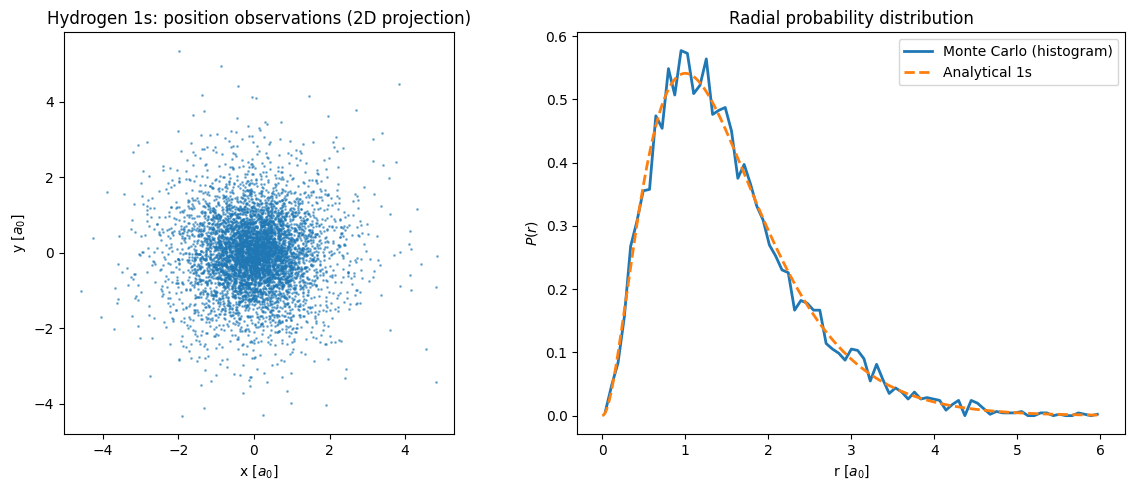 Hydrogen 1s: position observations (2D projection)
4
2
0
−2
−4
y [a₀]
−4 −2 0 2 4
x [a₀]
Radial probability distribution
0.6
0.5
0.4
0.3
0.2
0.1
0.0
P(r)
Monte Carlo (histogram)
Analytical 1s
0 1 2 3 4 5 6
r [a₀]